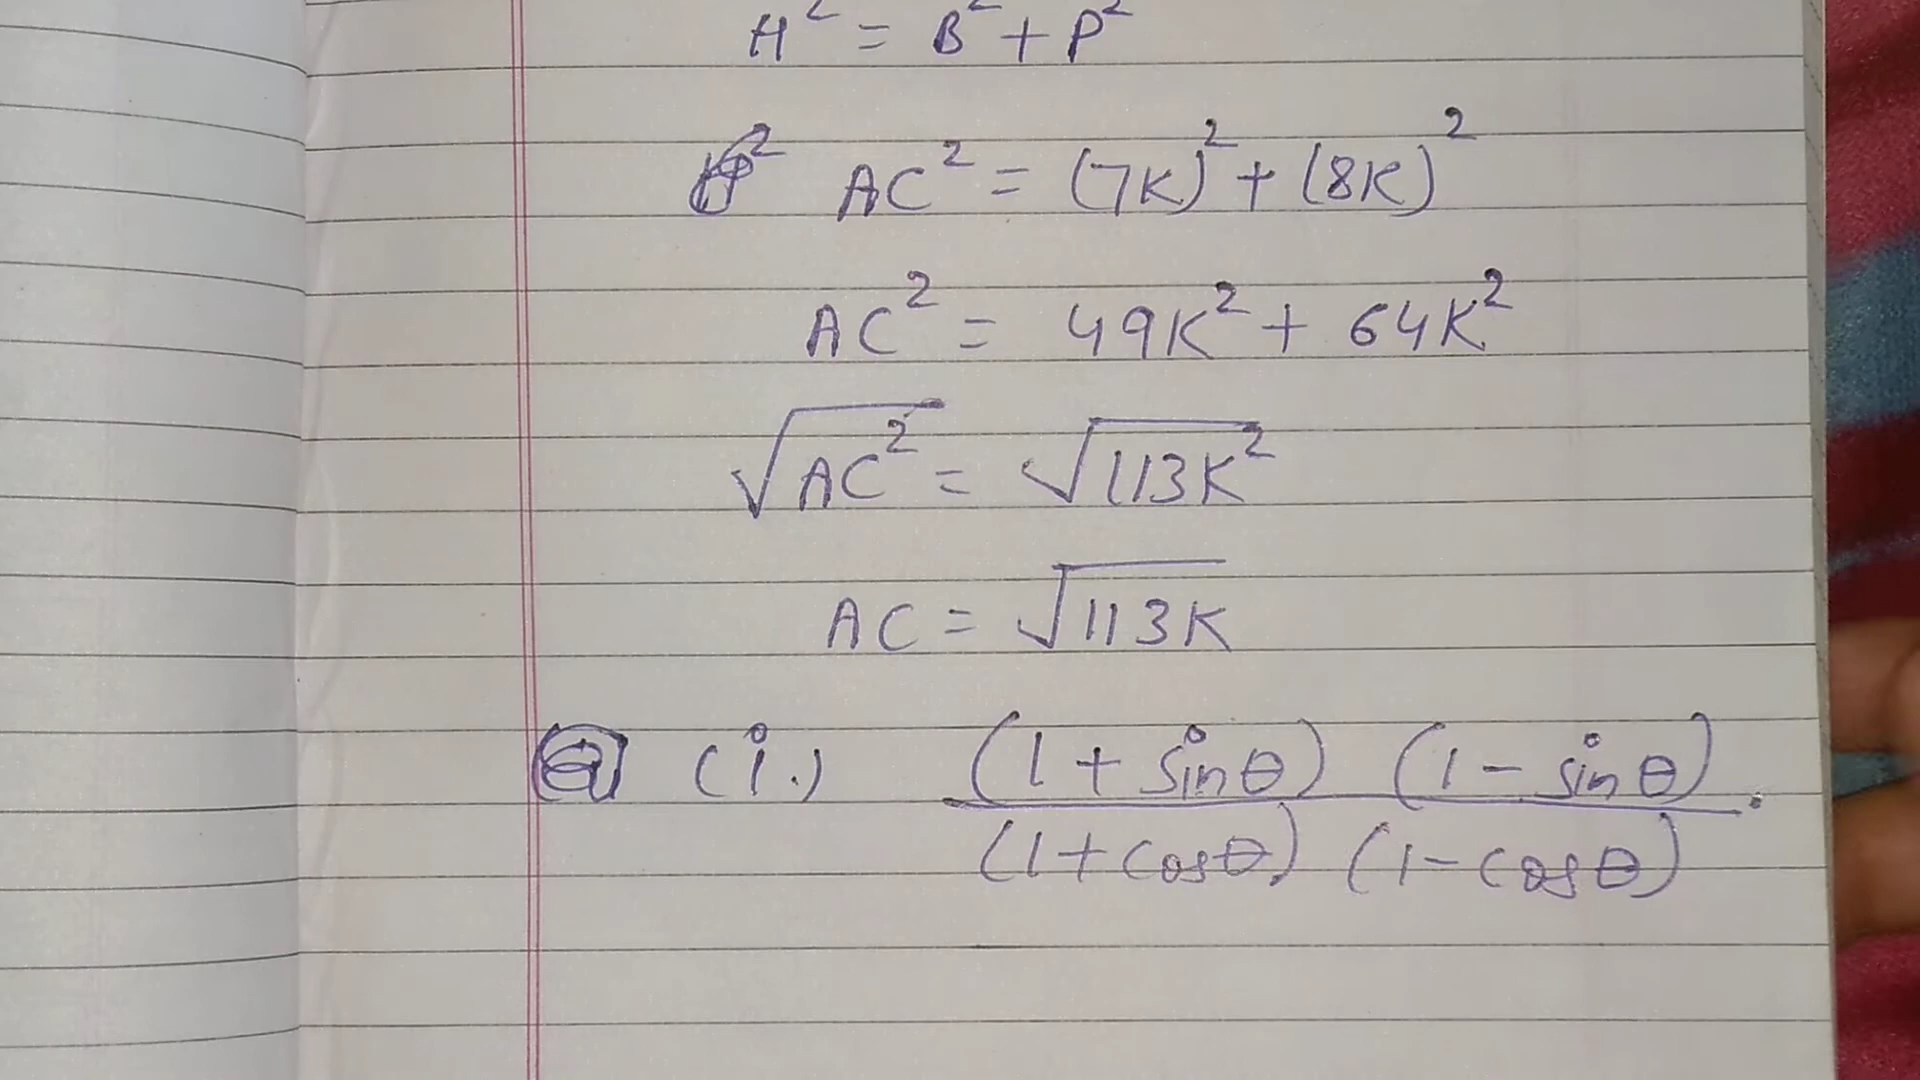 H² = B² + P²
AC² = (7K)² + (8K)²
AC² = 49K² + 64K²
√AC² = √113K²
AC = √113K
(i.) (1 + sinθ) (1 - sinθ).
(1 + cosθ) (1 - cosθ)